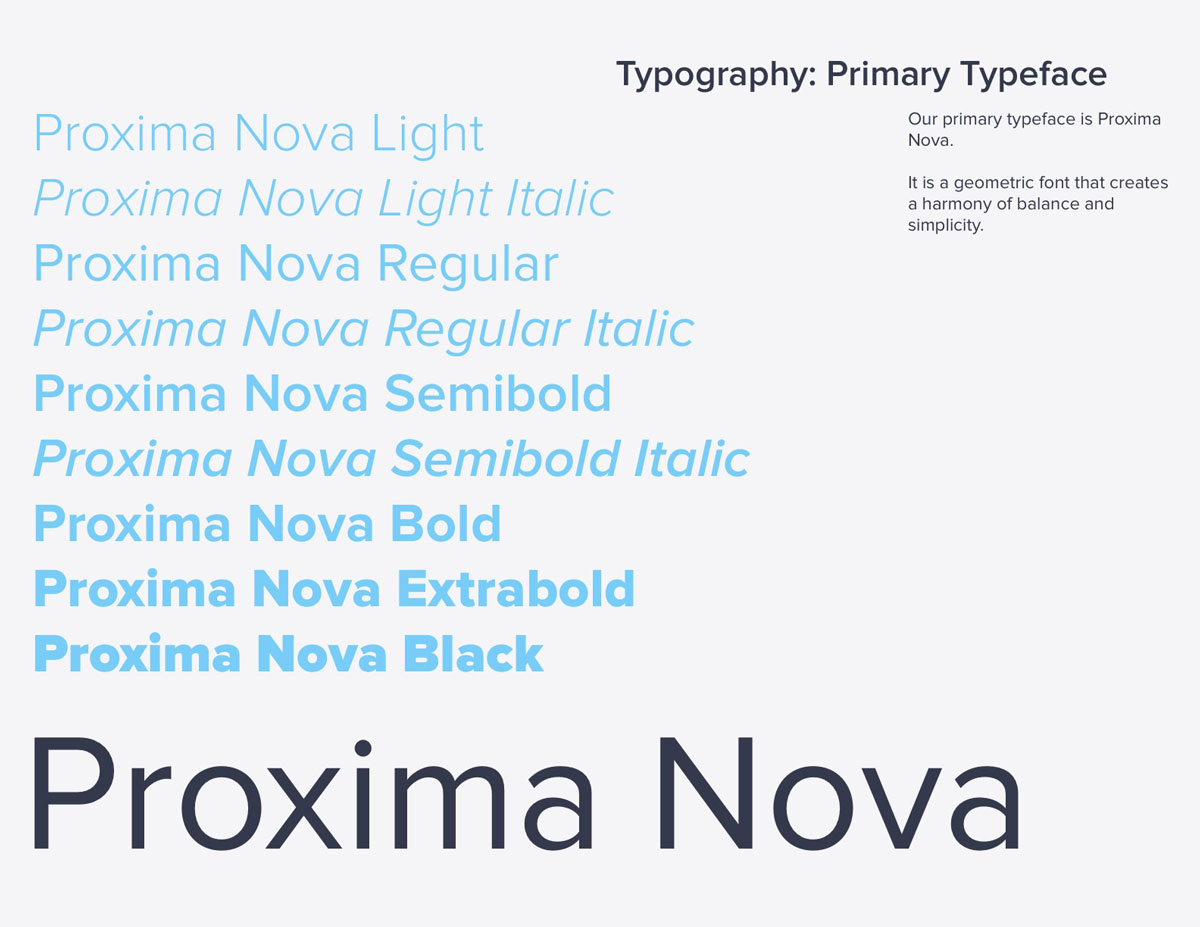 Typography: Primary Typeface
Our primary typeface is Proxima
Nova.
It is a geometric font that creates
a harmony of balance and
simplicity.
Proxima Nova Light
Proxima Nova Light Italic
Proxima Nova Regular
Proxima Nova Regular Italic
Proxima Nova Semibold
Proxima Nova Semibold Italic
Proxima Nova Bold
Proxima Nova Extrabold
Proxima Nova Black
Proxima Nova